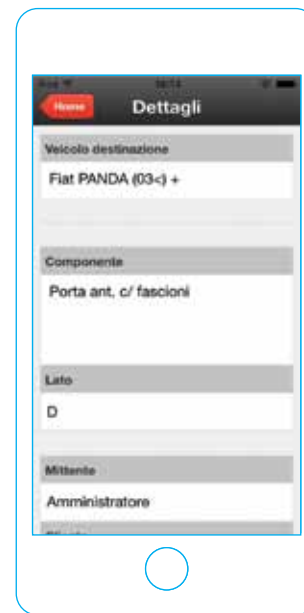 Home
Dettagli
Veicolo destinazione
Fiat PANDA (03<) +
Componente
Porta ant. c/ fascioni
Lato
D
Mittente
Amministratore